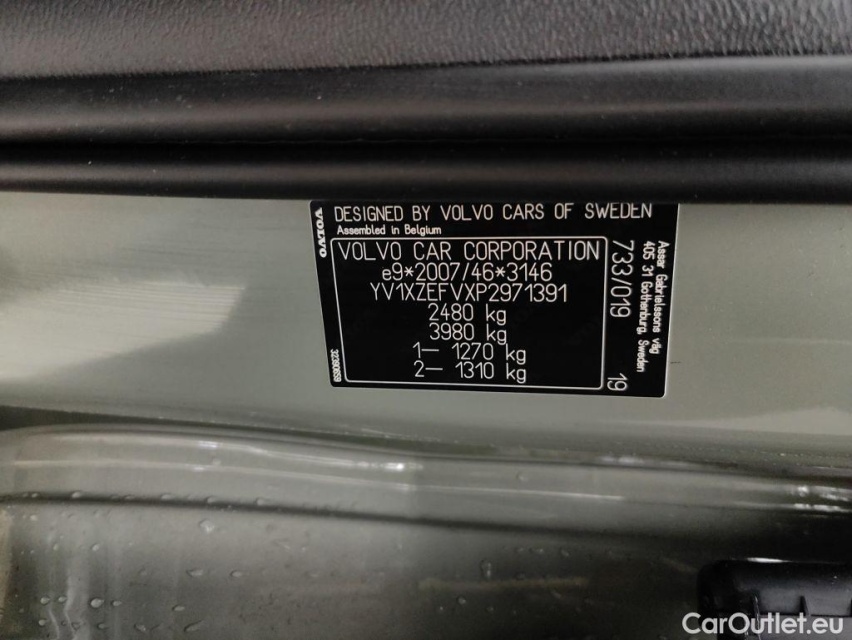 VOLVO
DESIGNED BY VOLVO CARS OF SWEDEN
Assembled in Belgium
VOLVO CAR CORPORATION
e9*2007/46*3146
YV1XZEFVXP2971391
2480 kg
3980 kg
1– 1270 kg
2– 1310 kg
Assar Gabrielssons väg
405 31 Gothenburg, Sweden
733/019
19
CarOutlet.eu